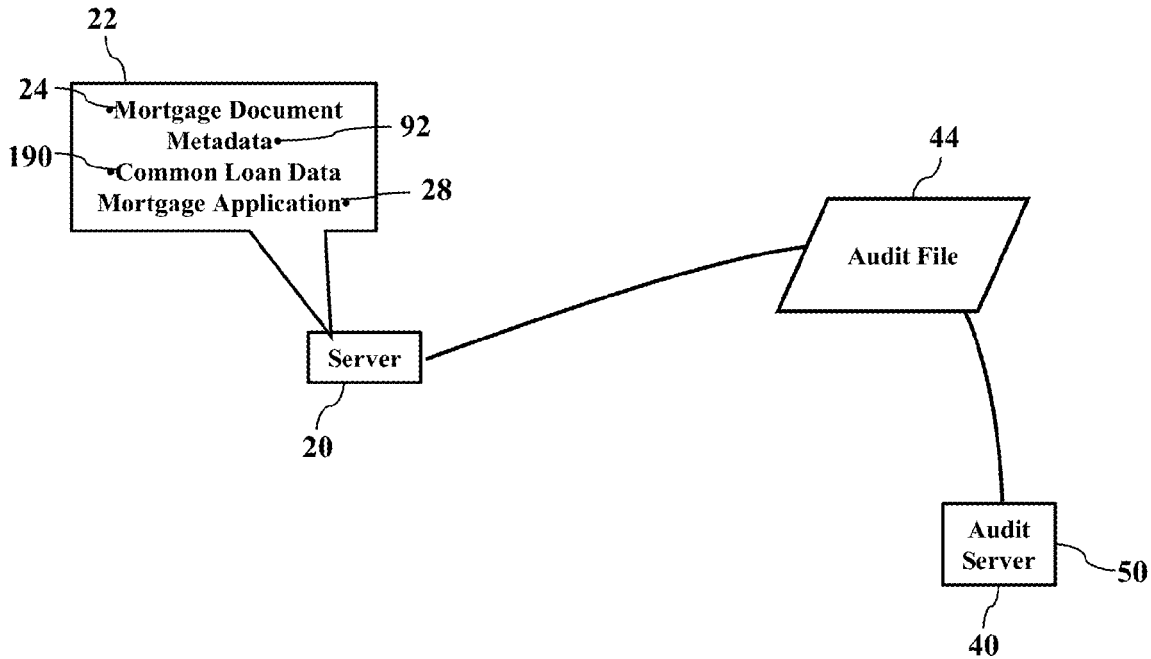 22
24
•Mortgage Document
Metadata•
92
190
•Common Loan Data
Mortgage Application•
28
44
Audit File
Server
20
Audit
Server
50
40